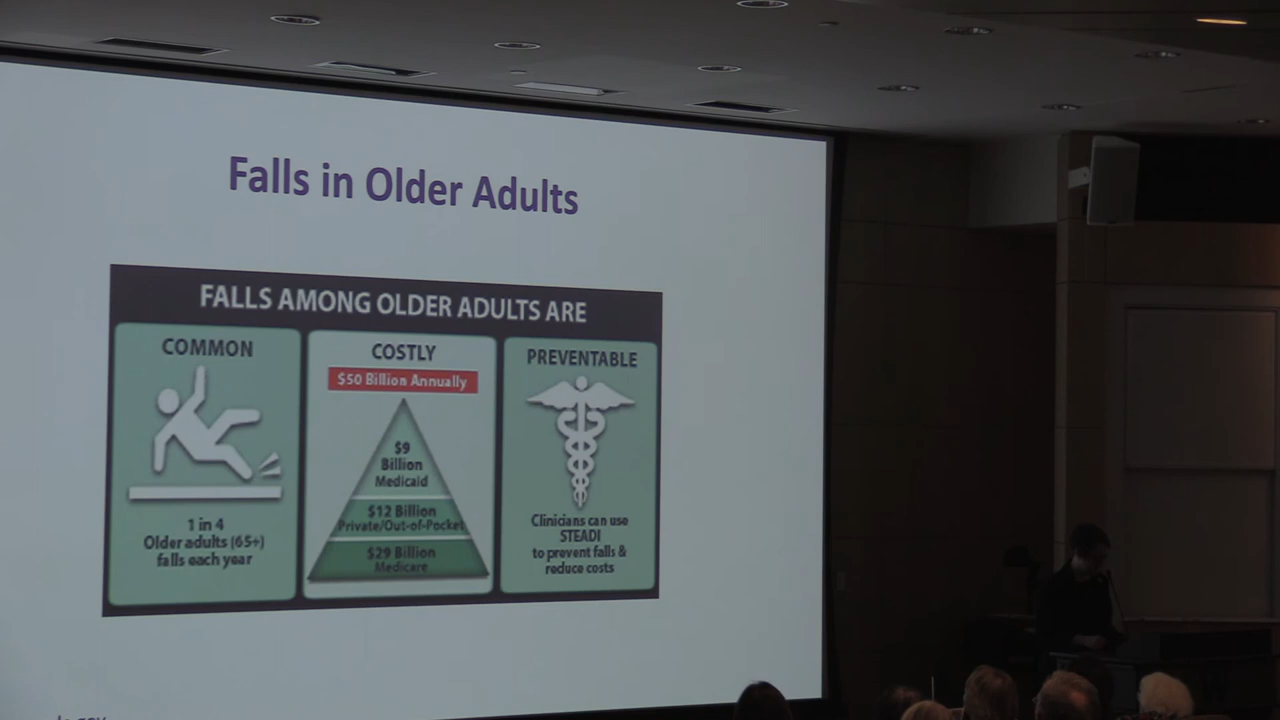 Falls in Older Adults
FALLS AMONG OLDER ADULTS ARE
COMMON
1 in 4
Older adults (65+)
falls each year
COSTLY
$50 Billion Annually
$9
Billion
Medicaid
$12 Billion
Private/Out-of-Pocket
$29 Billion
Medicare
PREVENTABLE
Clinicians can use
STEADI
to prevent falls &
reduce costs
W